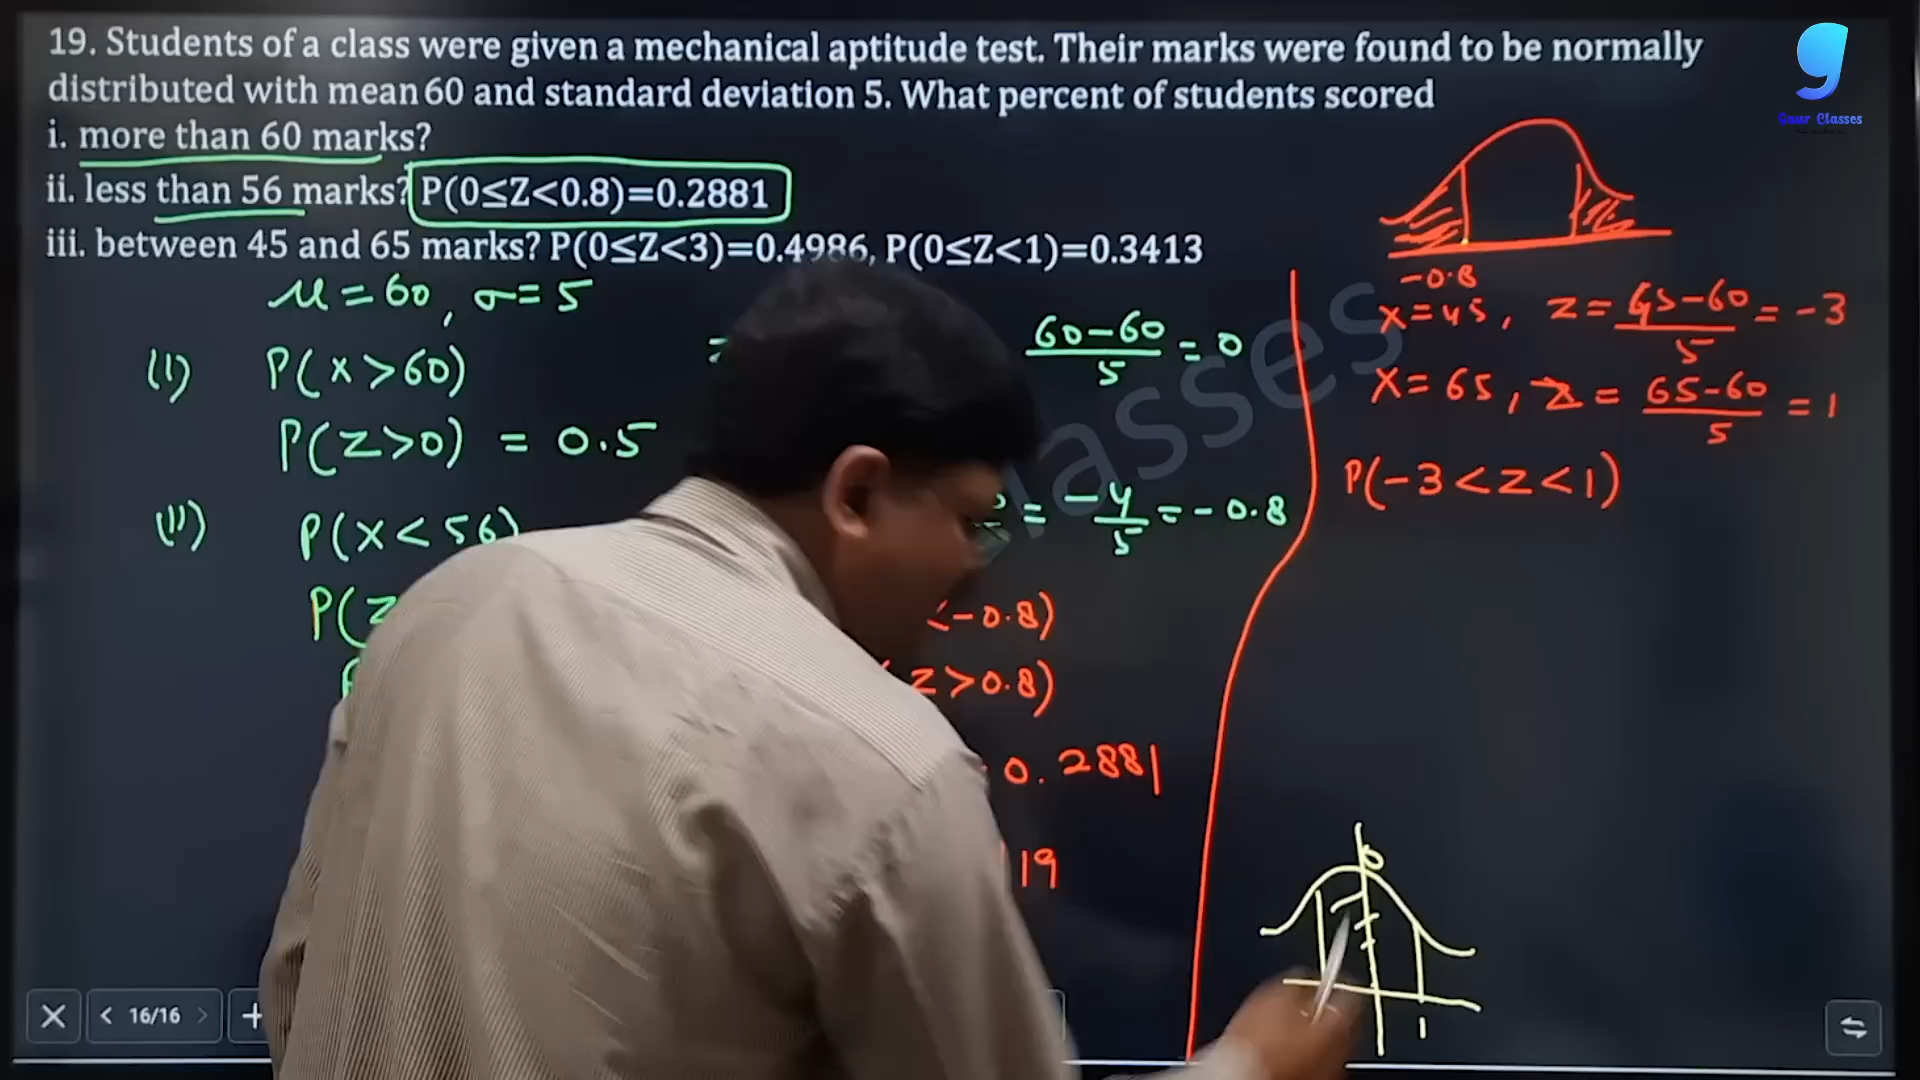 19. Students of a class were given a mechanical aptitude test. Their marks were found to be normally
distributed with mean 60 and standard deviation 5. What percent of students scored
i. more than 60 marks?
ii. less than 56 marks? P(0≤Z<0.8)=0.2881
iii. between 45 and 65 marks? P(0≤Z<3)=0.4986, P(0≤Z<1)=0.3413
g
Gaur Classes
μ=60, σ=5
(I) P(x>60)
= 60-60/5 = 0
P(z>0) = 0.5
(II) P(x<56)
= -4/5 = -0.8
P(z
<-0.8)
z>0.8)
0.2881
19
-0.8
x=45, z=45-60/5=-3
x=65, z=65-60/5=1
P(-3<z<1)
0
1
asses
16/16